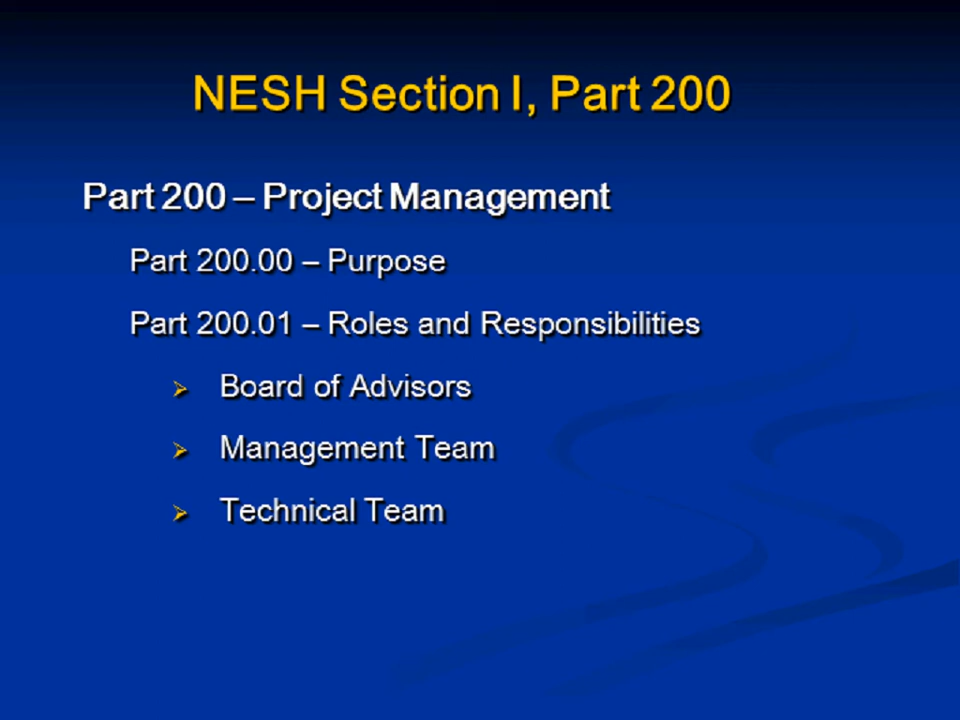 NESH Section I, Part 200
Part 200 – Project Management
Part 200.00 – Purpose
Part 200.01 – Roles and Responsibilities
➢ Board of Advisors
➢ Management Team
➢ Technical Team